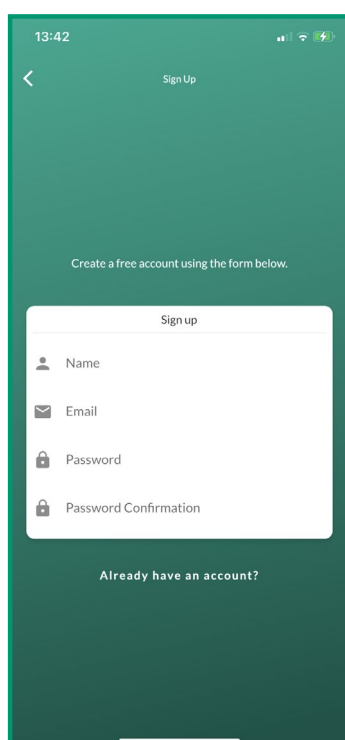 13:42
Sign Up
Create a free account using the form below.
Sign up
Name
Email
Password
Password Confirmation
Already have an account?